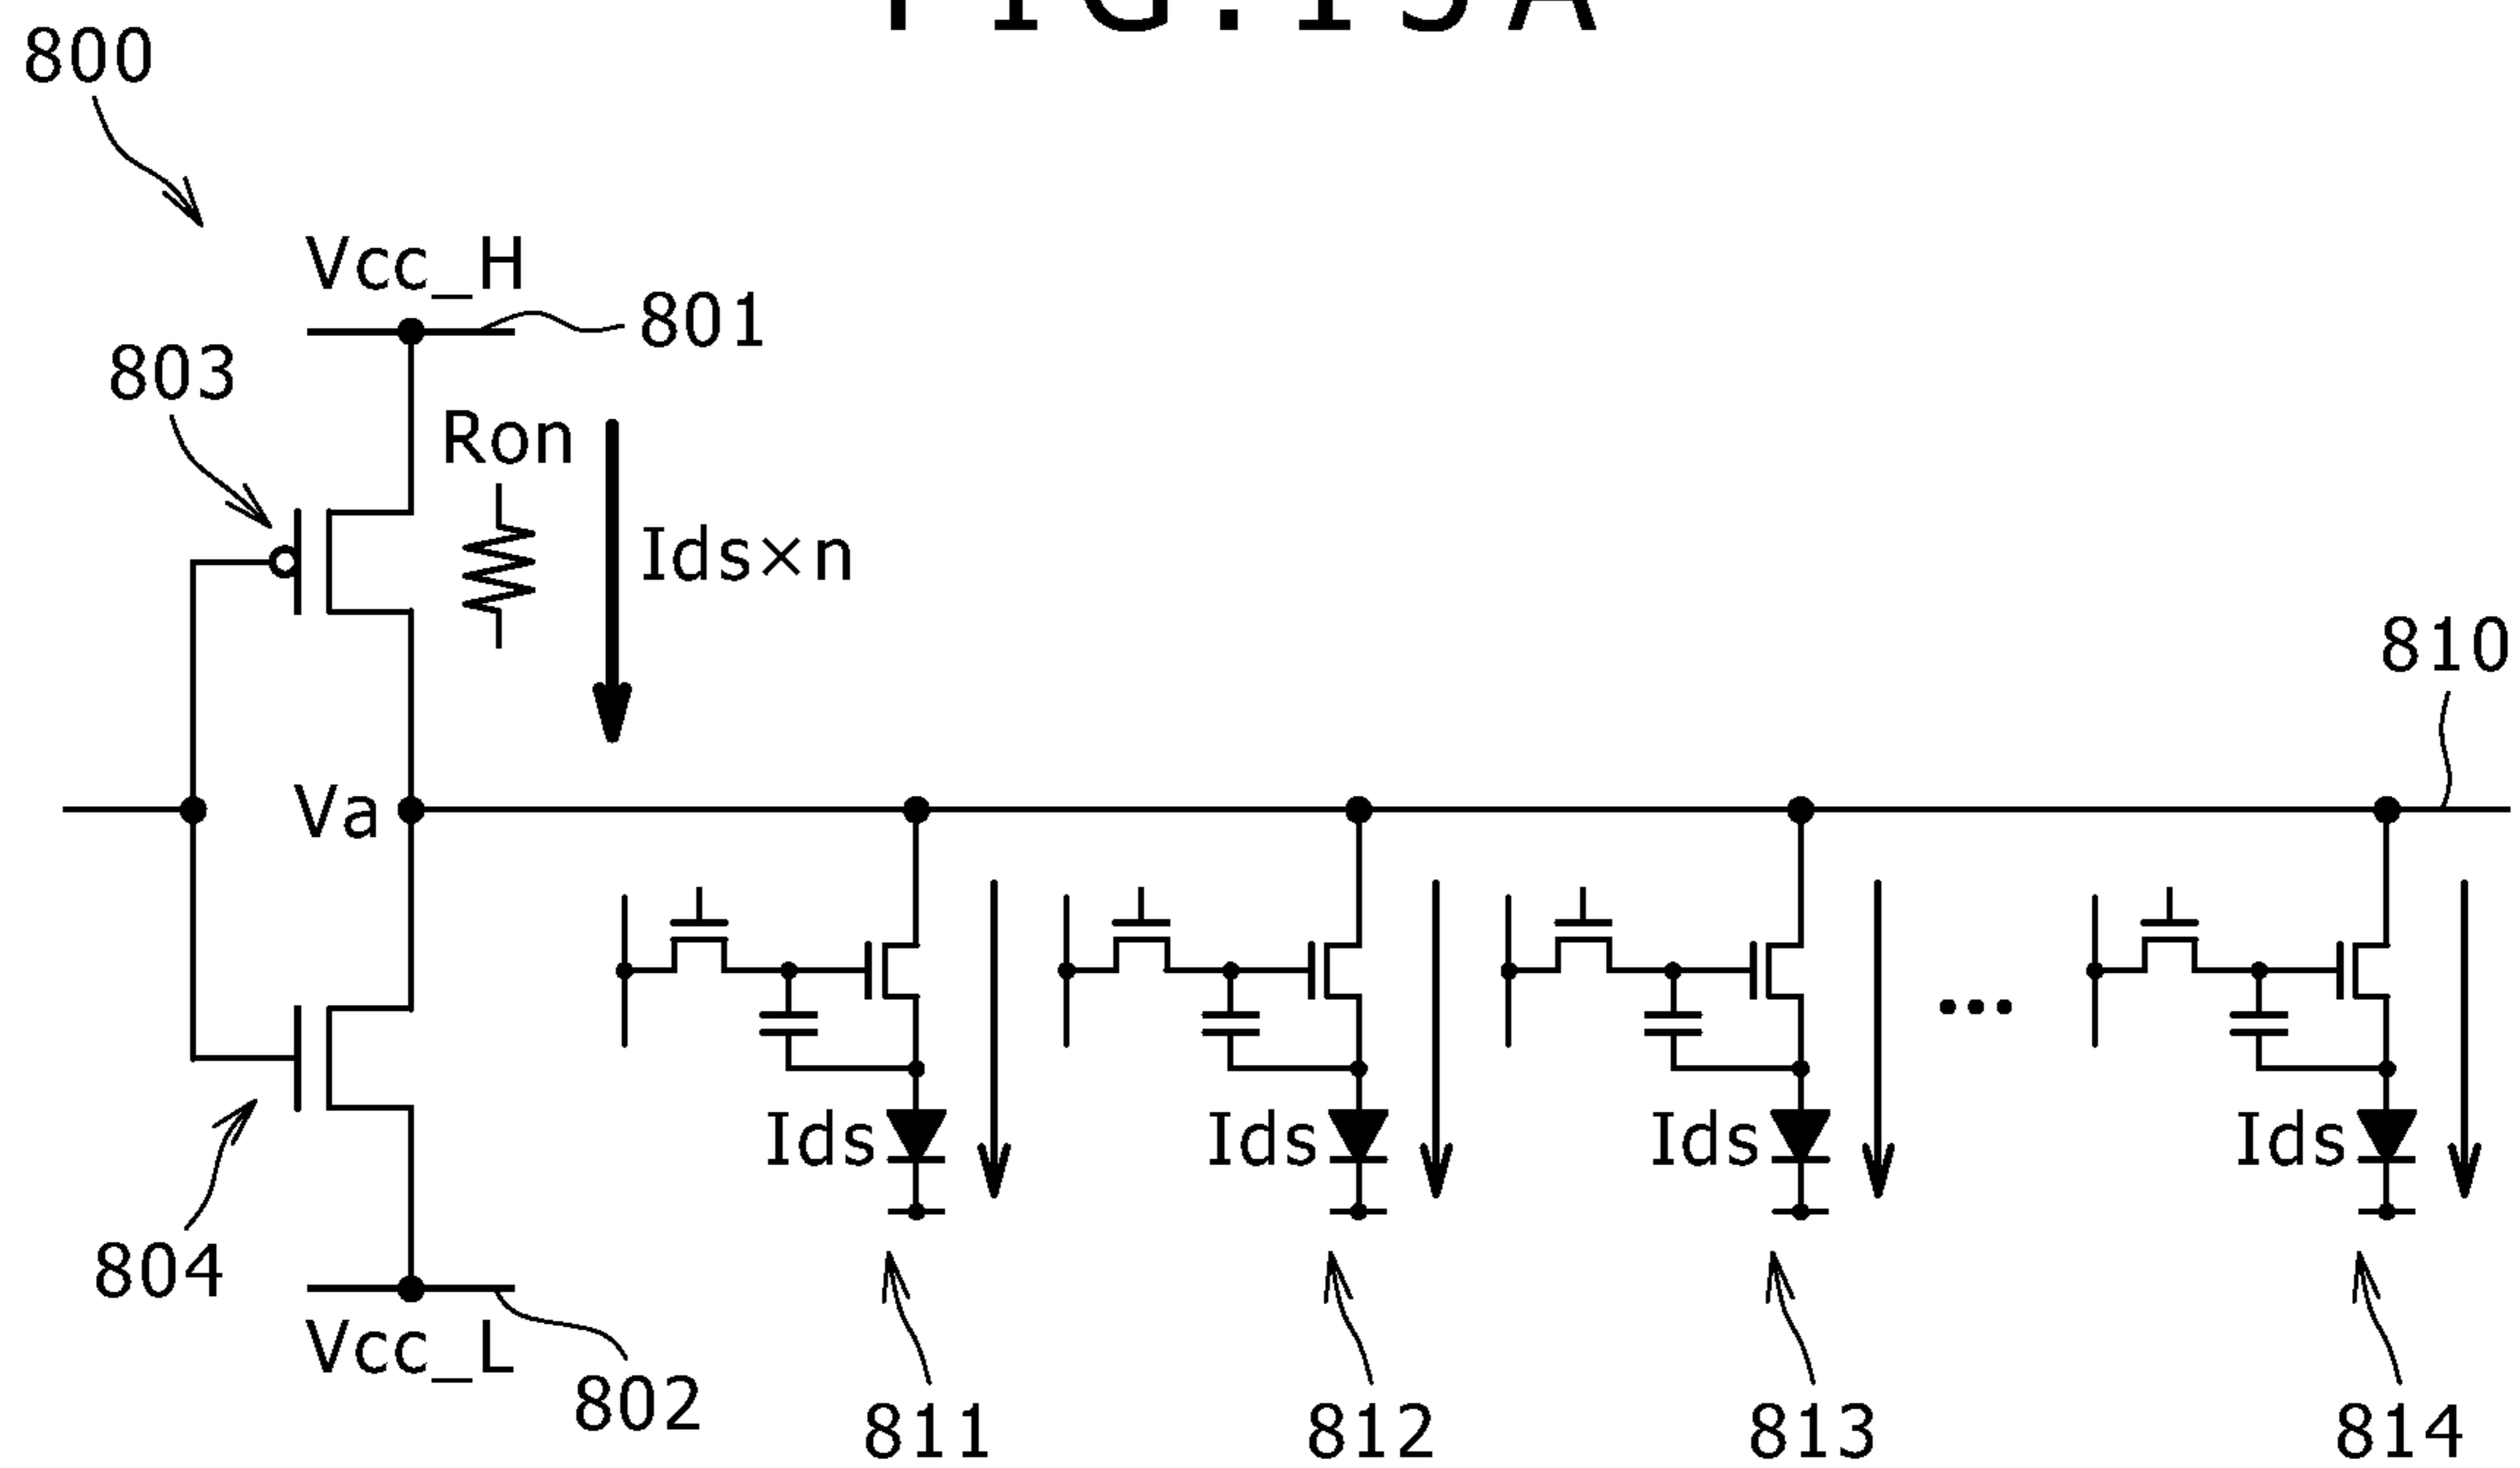 800
Vcc_H
801
803
Ron
Ids×n
810
Va
Ids
Ids
Ids
...
Ids
804
Vcc_L
802
811
812
813
814